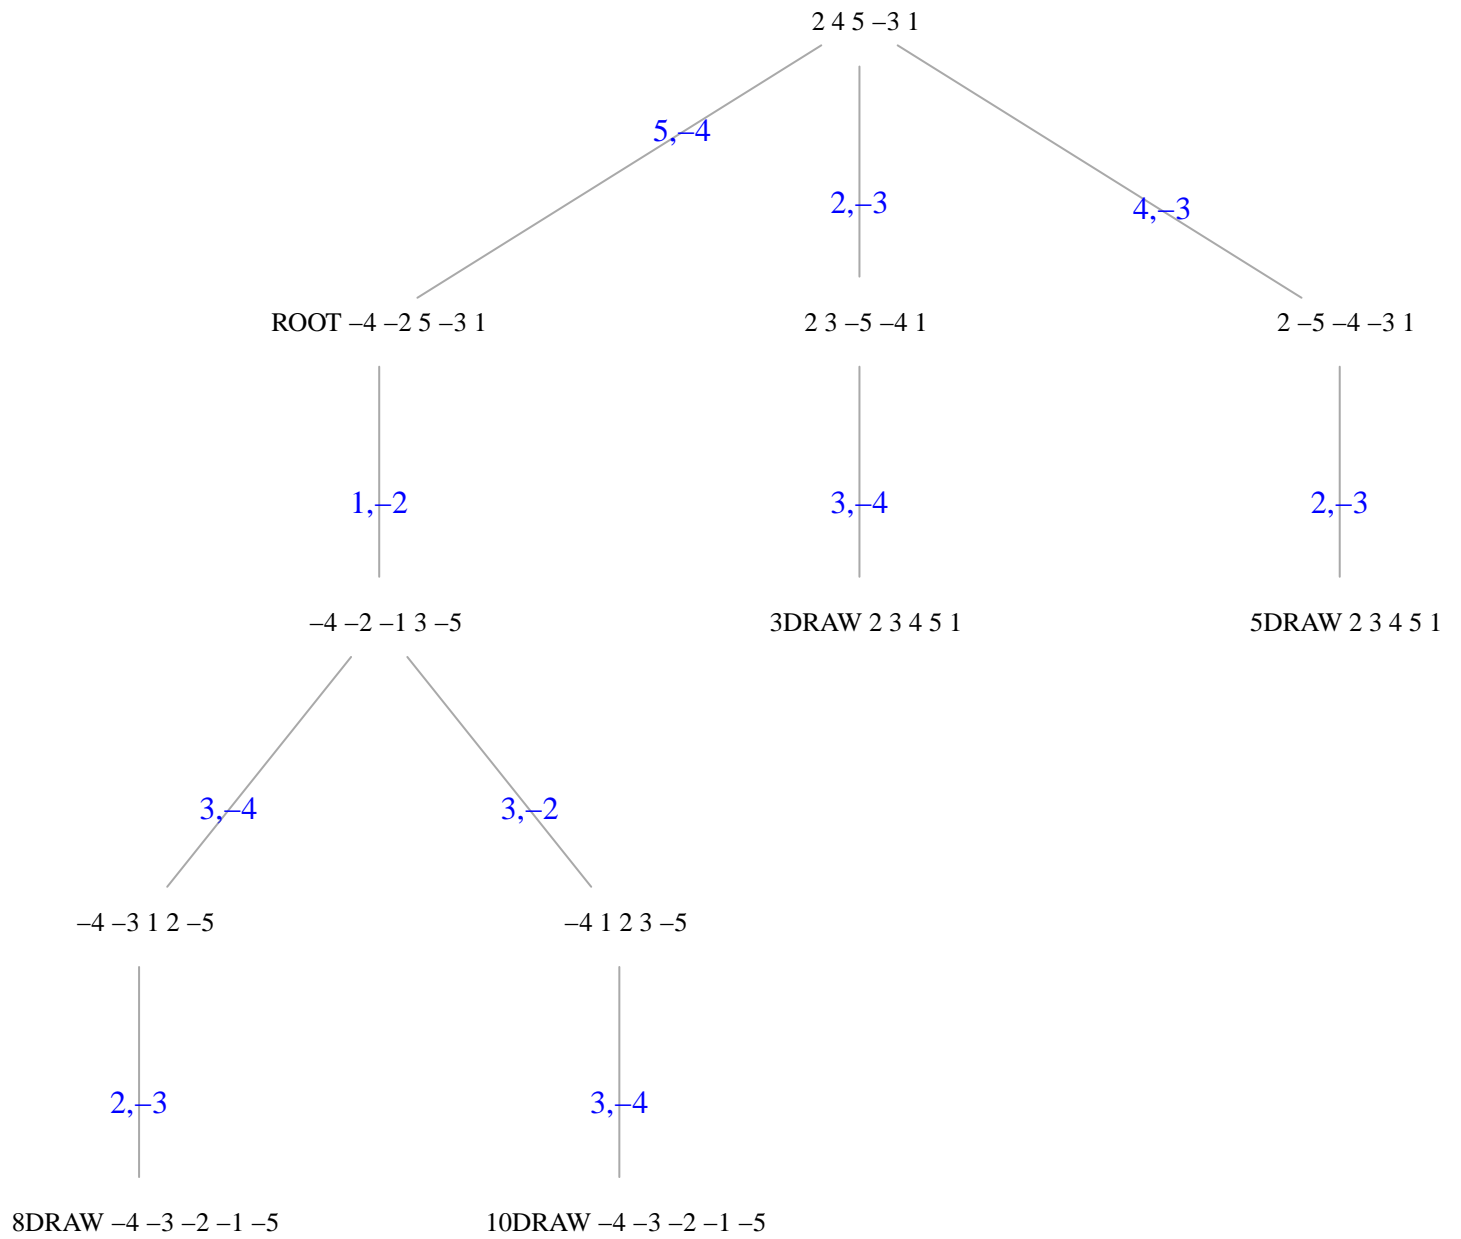 2 4 5 –3 1
5,–4
2,–3
4,–3
ROOT –4 –2 5 –3 1
2 3 –5 –4 1
2 –5 –4 –3 1
1,–2
3,–4
2,–3
–4 –2 –1 3 –5
3DRAW 2 3 4 5 1
5DRAW 2 3 4 5 1
3,–4
3,–2
–4 –3 1 2 –5
–4 1 2 3 –5
2,–3
3,–4
8DRAW –4 –3 –2 –1 –5
10DRAW –4 –3 –2 –1 –5